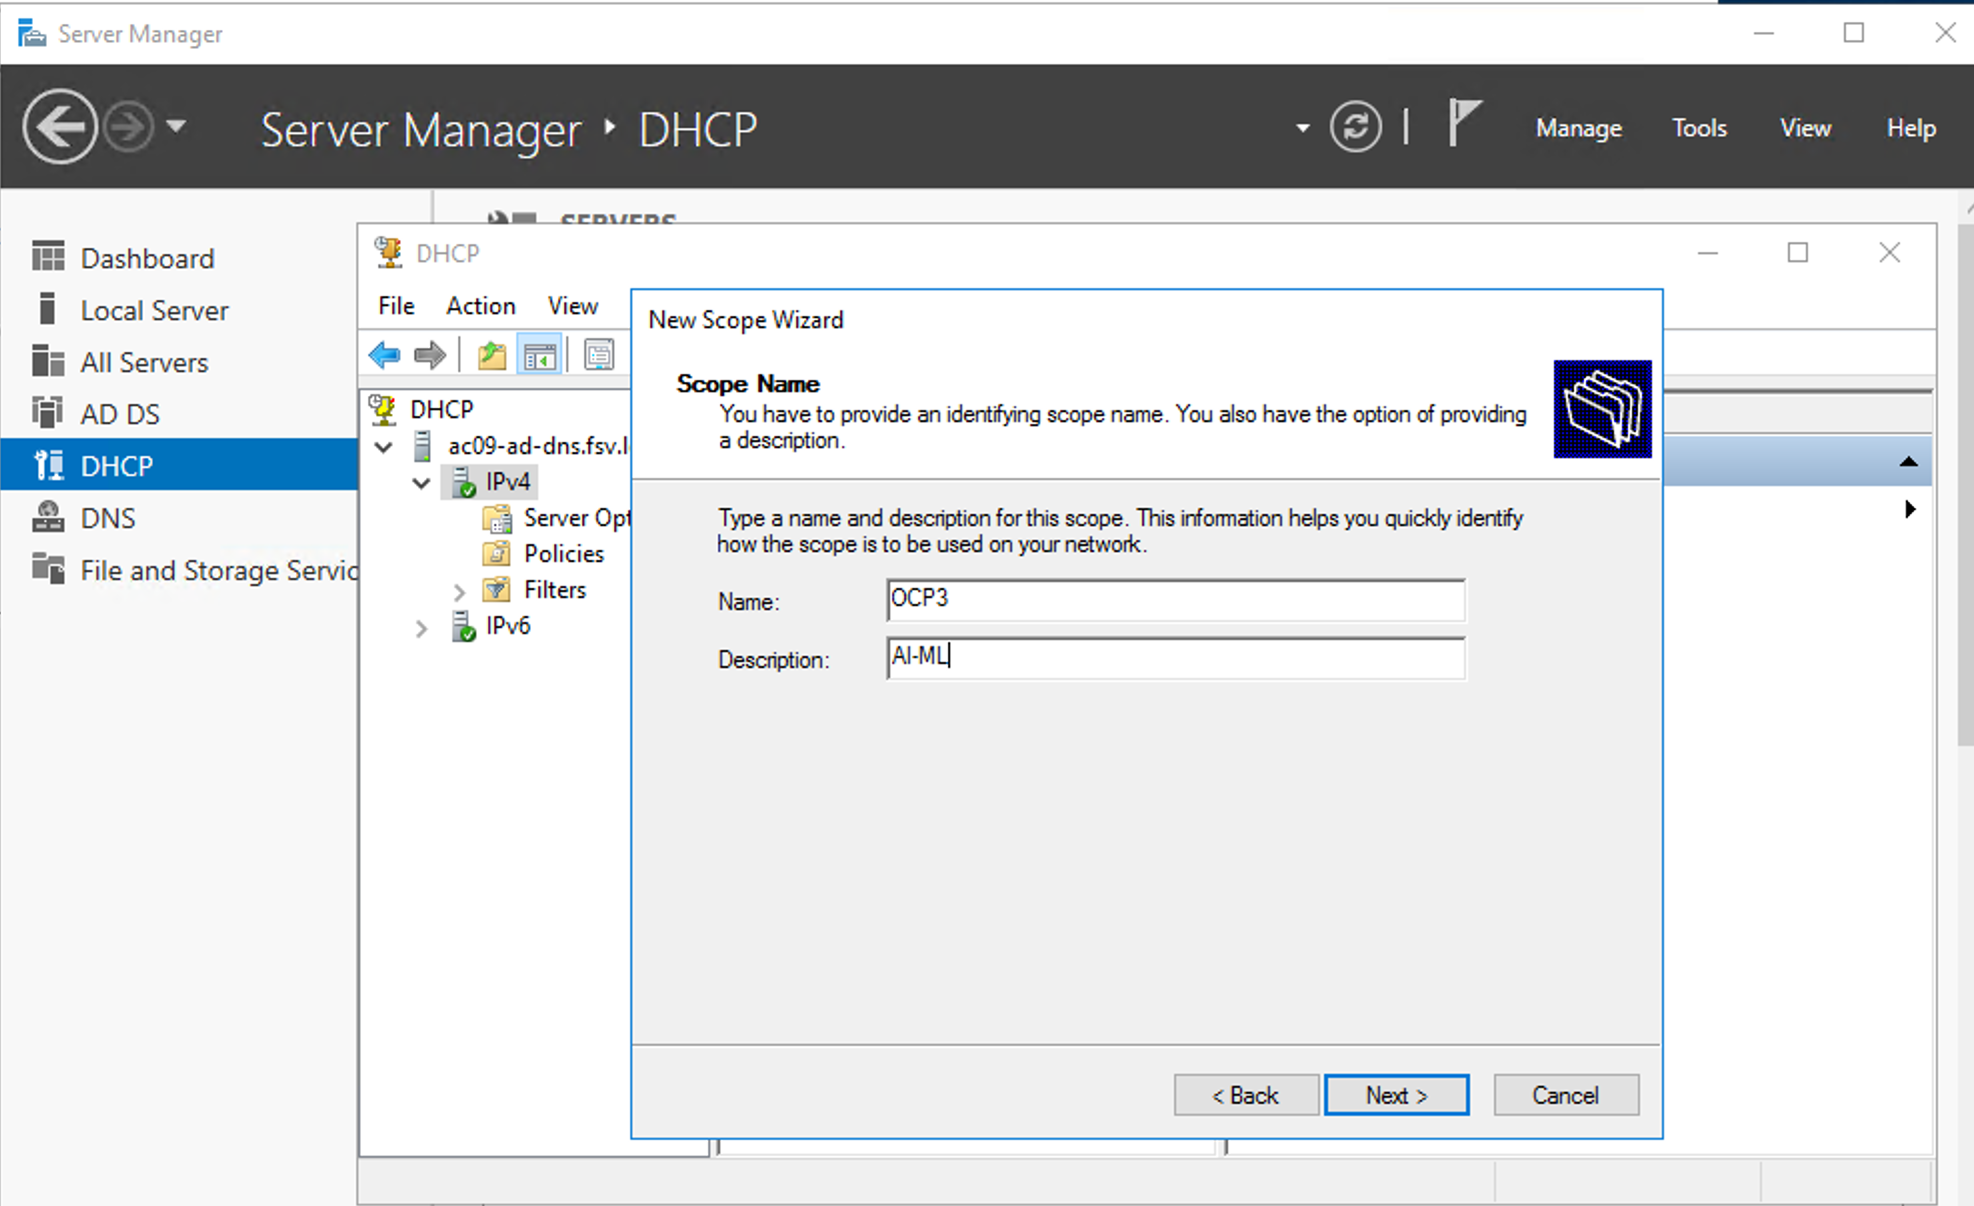 Server Manager
Server Manager DHCP
Manage Tools View Help
Dashboard
Local Server
All Servers
AD DS
DHCP
DNS
File and Storage Servic
SERVERS
DHCP
File Action View
DHCP
ac09-ad-dns.fsv.l
IPv4
Server Opt
Policies
Filters
IPv6
New Scope Wizard
Scope Name
You have to provide an identifying scope name. You also have the option of providing
a description.
Type a name and description for this scope. This information helps you quickly identify
how the scope is to be used on your network.
Name: OCP3
Description: AI-ML
< Back Next > Cancel